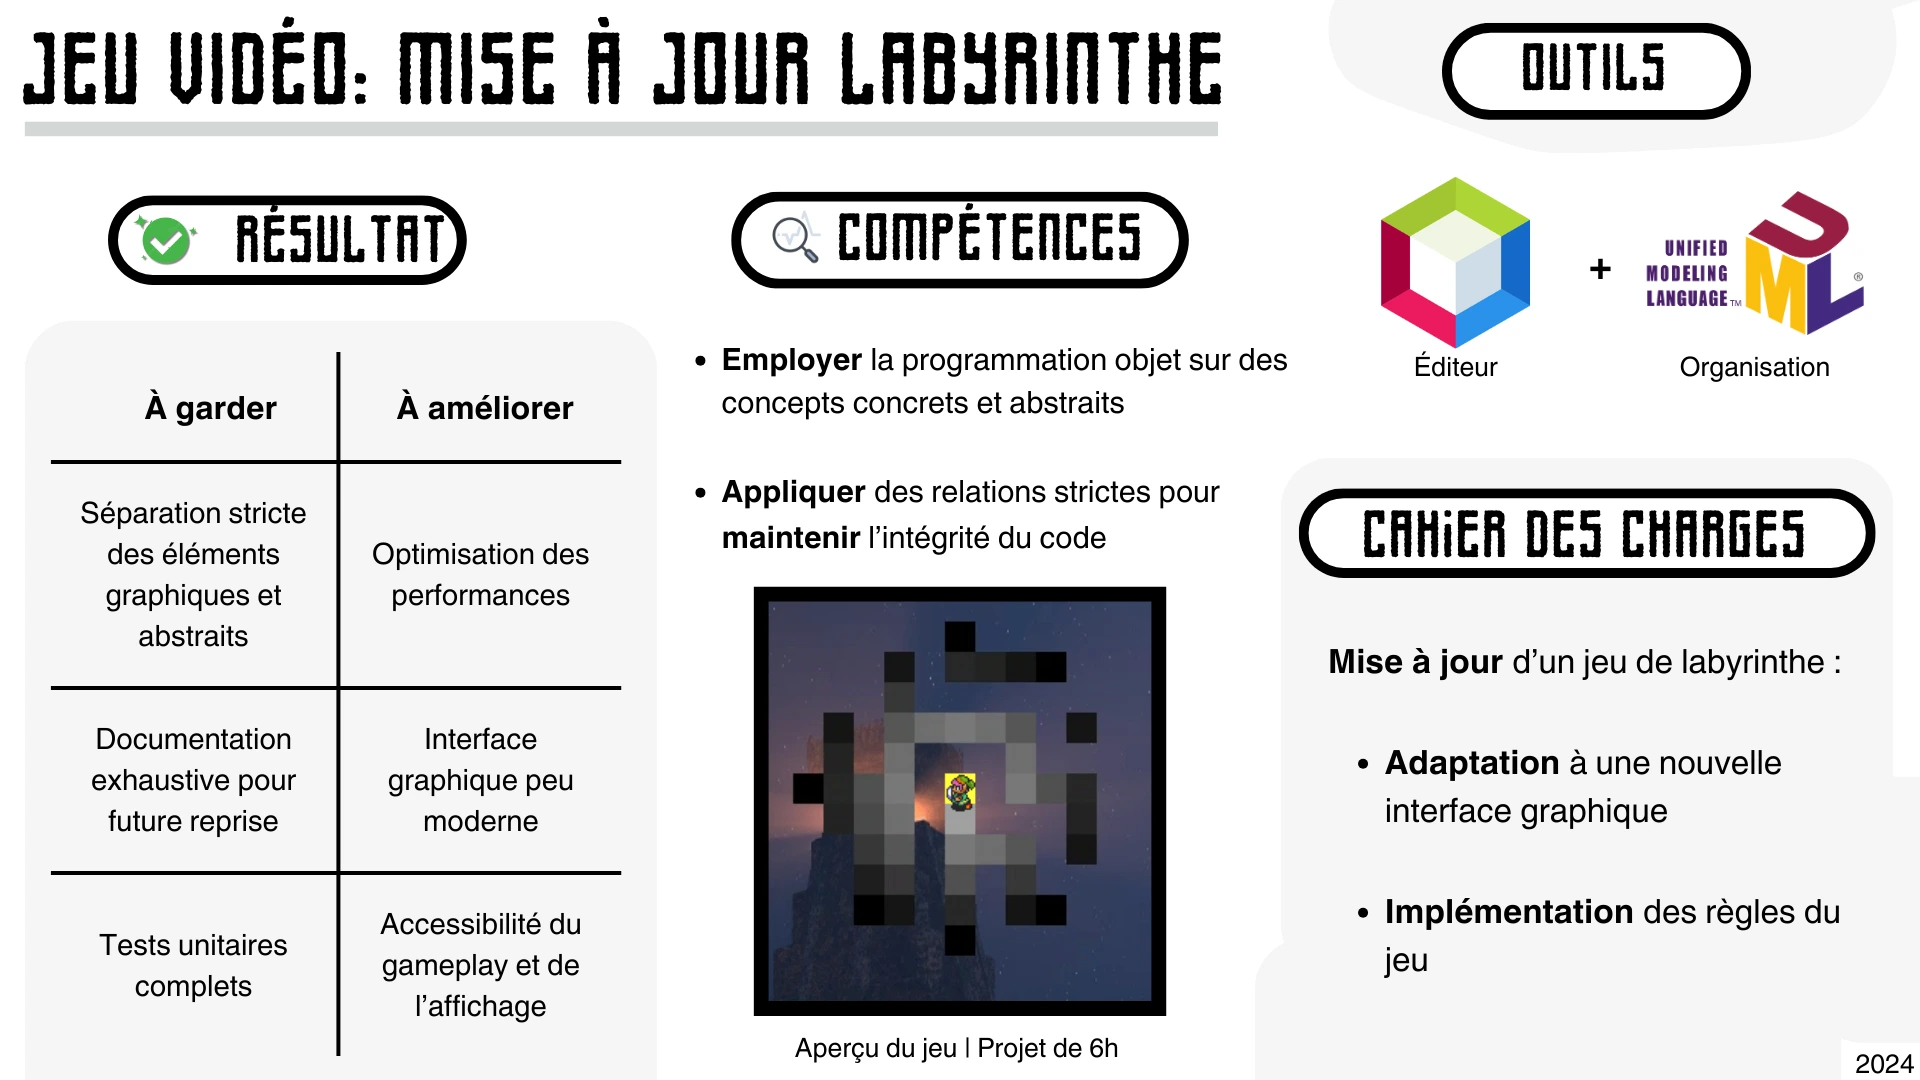 JEU VIDÉO: MISE À JOUR LABYRINTHE
RÉSULTAT
À garder
À améliorer
Séparation stricte
des éléments
graphiques et
abstraits
Optimisation des
performances
Documentation
exhaustive pour
future reprise
Interface
graphique peu
moderne
Tests unitaires
complets
Accessibilité du
gameplay et de
l'affichage
COMPÉTENCES
• Employer la programmation objet sur des
concepts concrets et abstraits
• Appliquer des relations strictes pour
maintenir l'intégrité du code
Aperçu du jeu | Projet de 6h
OUTILS
+
UNIFIED
MODELING
LANGUAGE™
UML®
Éditeur
Organisation
CAHIER DES CHARGES
Mise à jour d'un jeu de labyrinthe :
• Adaptation à une nouvelle
interface graphique
• Implémentation des règles du
jeu
2024